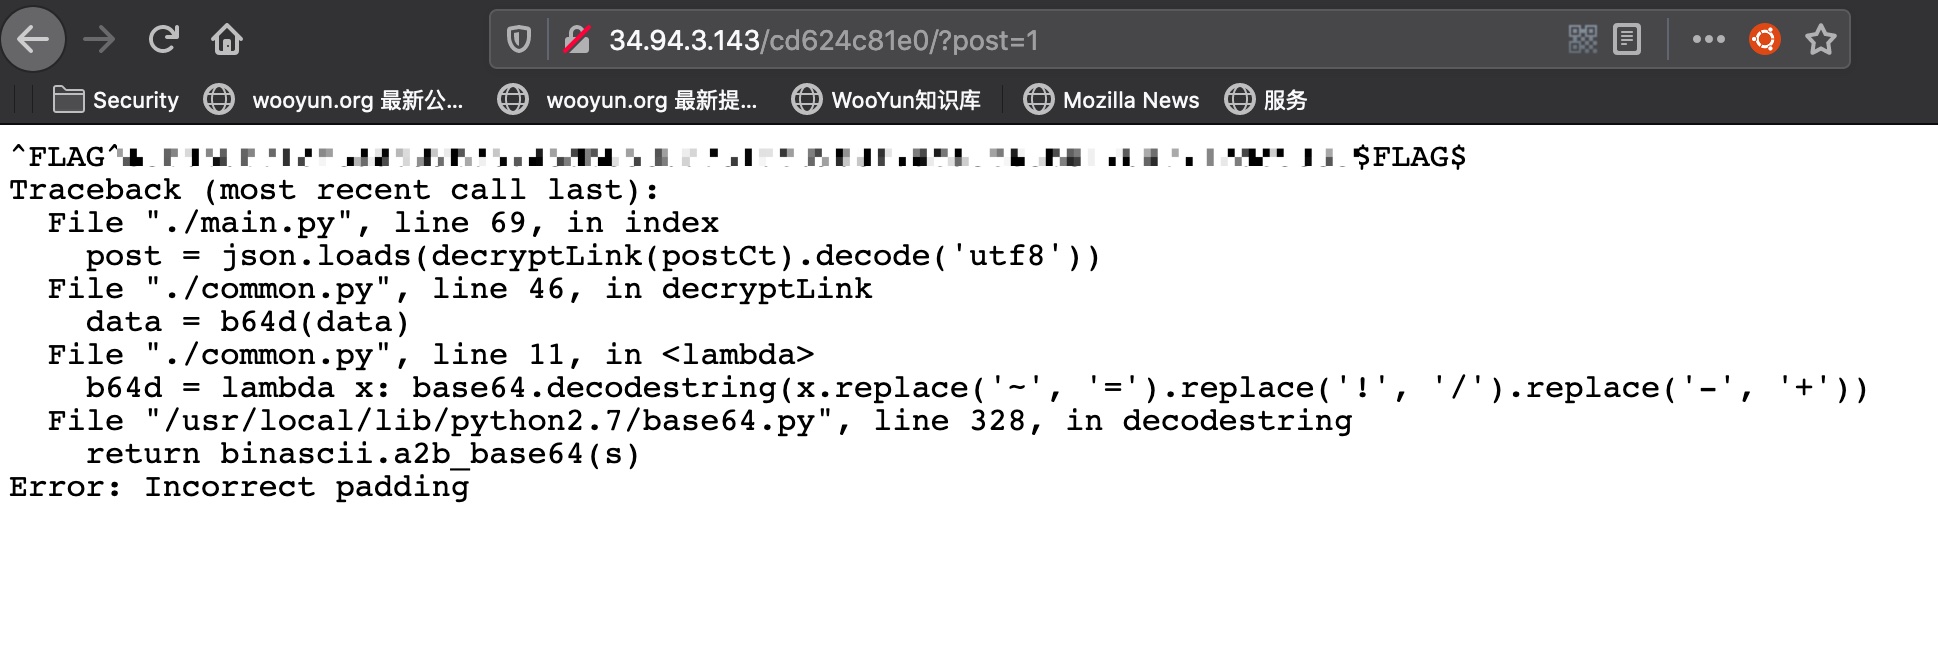 34.94.3.143/cd624c81e0/?post=1
Security wooyun.org 最新公... wooyun.org 最新提... WooYun知识库 Mozilla News 服务
^FLAG^ $FLAG$
Traceback (most recent call last):
  File "./main.py", line 69, in index
    post = json.loads(decryptLink(postCt).decode('utf8'))
  File "./common.py", line 46, in decryptLink
    data = b64d(data)
  File "./common.py", line 11, in <lambda>
    b64d = lambda x: base64.decodestring(x.replace('~', '=').replace('!', '/').replace('-', '+'))
  File "/usr/local/lib/python2.7/base64.py", line 328, in decodestring
    return binascii.a2b_base64(s)
Error: Incorrect padding